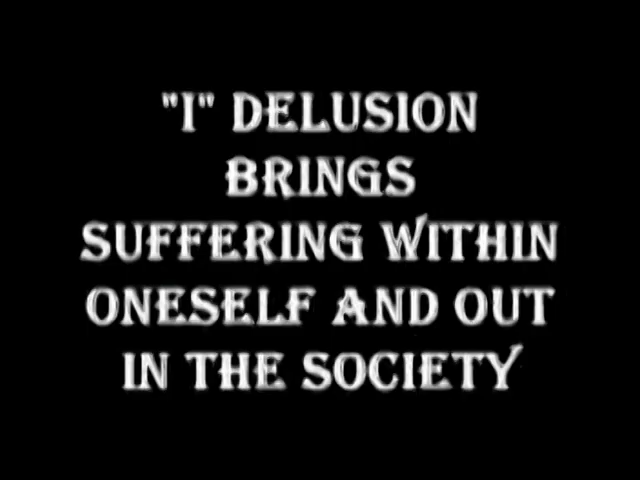 "I" DELUSION
BRINGS
SUFFERING WITHIN
ONESELF AND OUT
IN THE SOCIETY